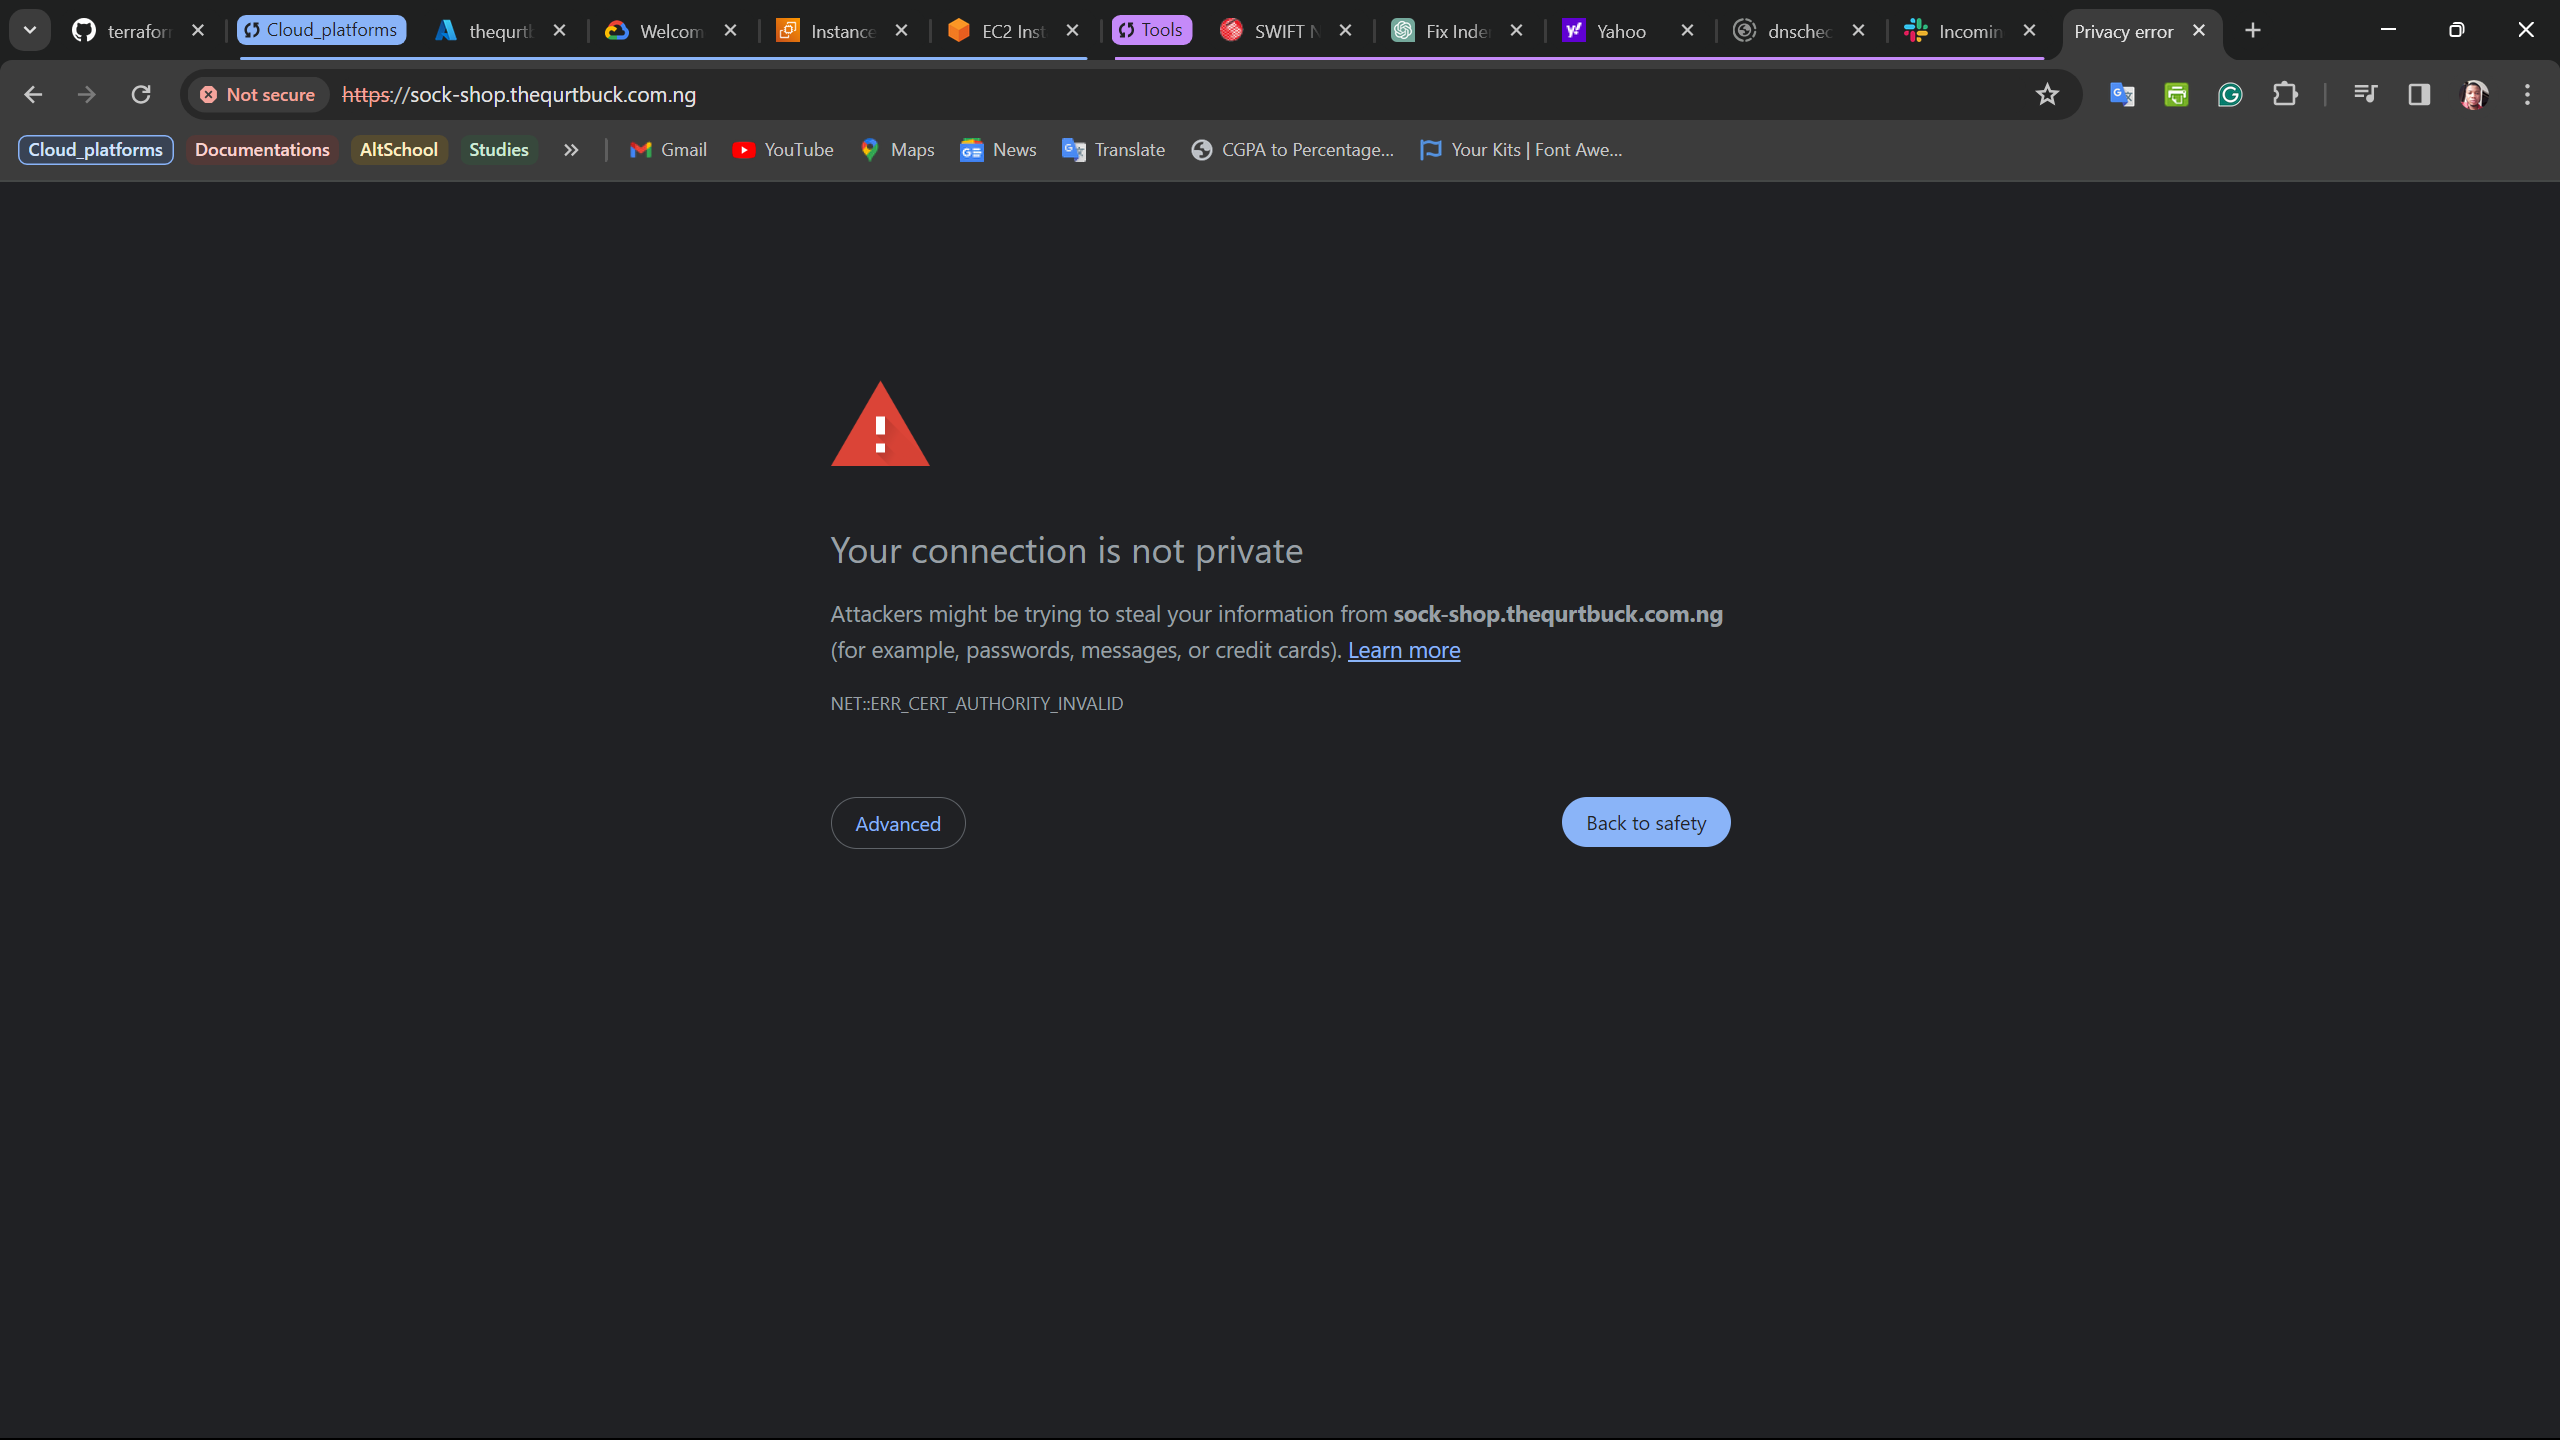 terrafor
Cloud_platforms
thequrtb
Welcom
Instance
EC2 Inst
Tools
SWIFT N
Fix Inde
Yahoo
dnschec
Incomin
Privacy error
Not secure
https://sock-shop.thequrtbuck.com.ng
Cloud_platforms
Documentations
AltSchool
Studies
Gmail
YouTube
Maps
News
Translate
CGPA to Percentage...
Your Kits | Font Awe...
Your connection is not private
Attackers might be trying to steal your information from sock-shop.thequrtbuck.com.ng
(for example, passwords, messages, or credit cards). Learn more
NET::ERR_CERT_AUTHORITY_INVALID
Advanced
Back to safety